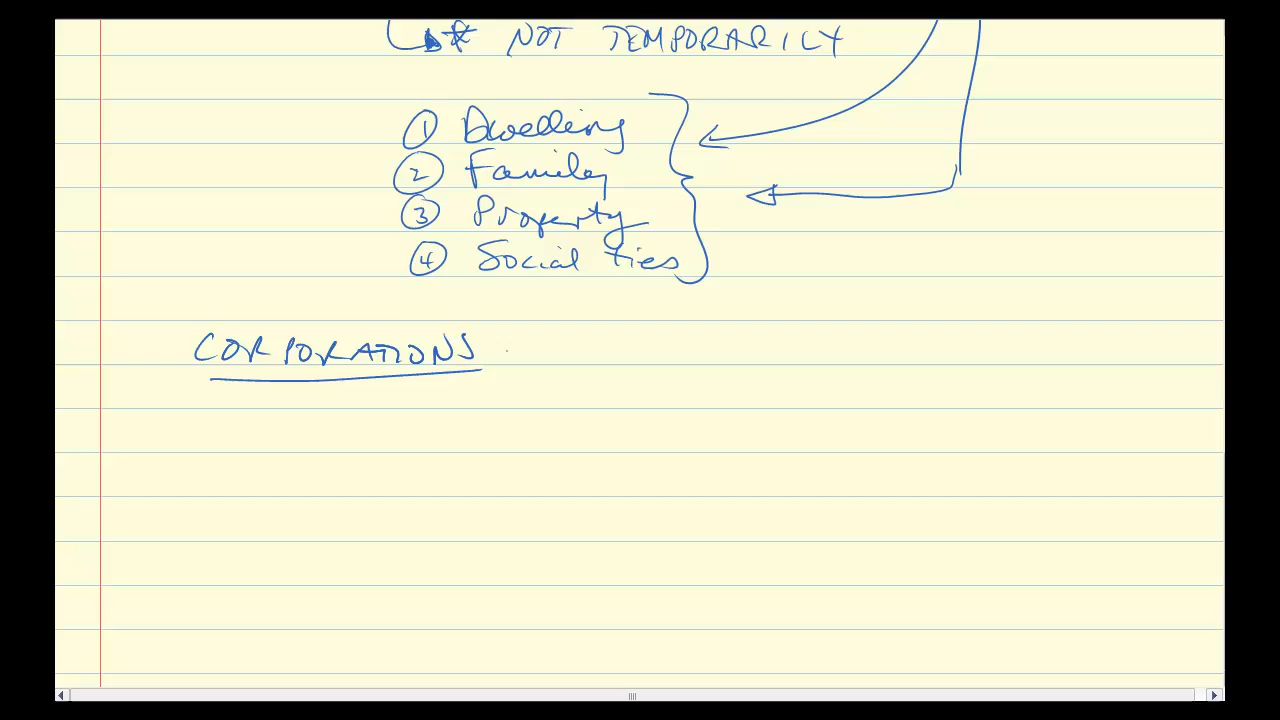 * NOT TEMPORARILY
① Dwelling
② Family
③ Property
④ Social ties
CORPORATIONS